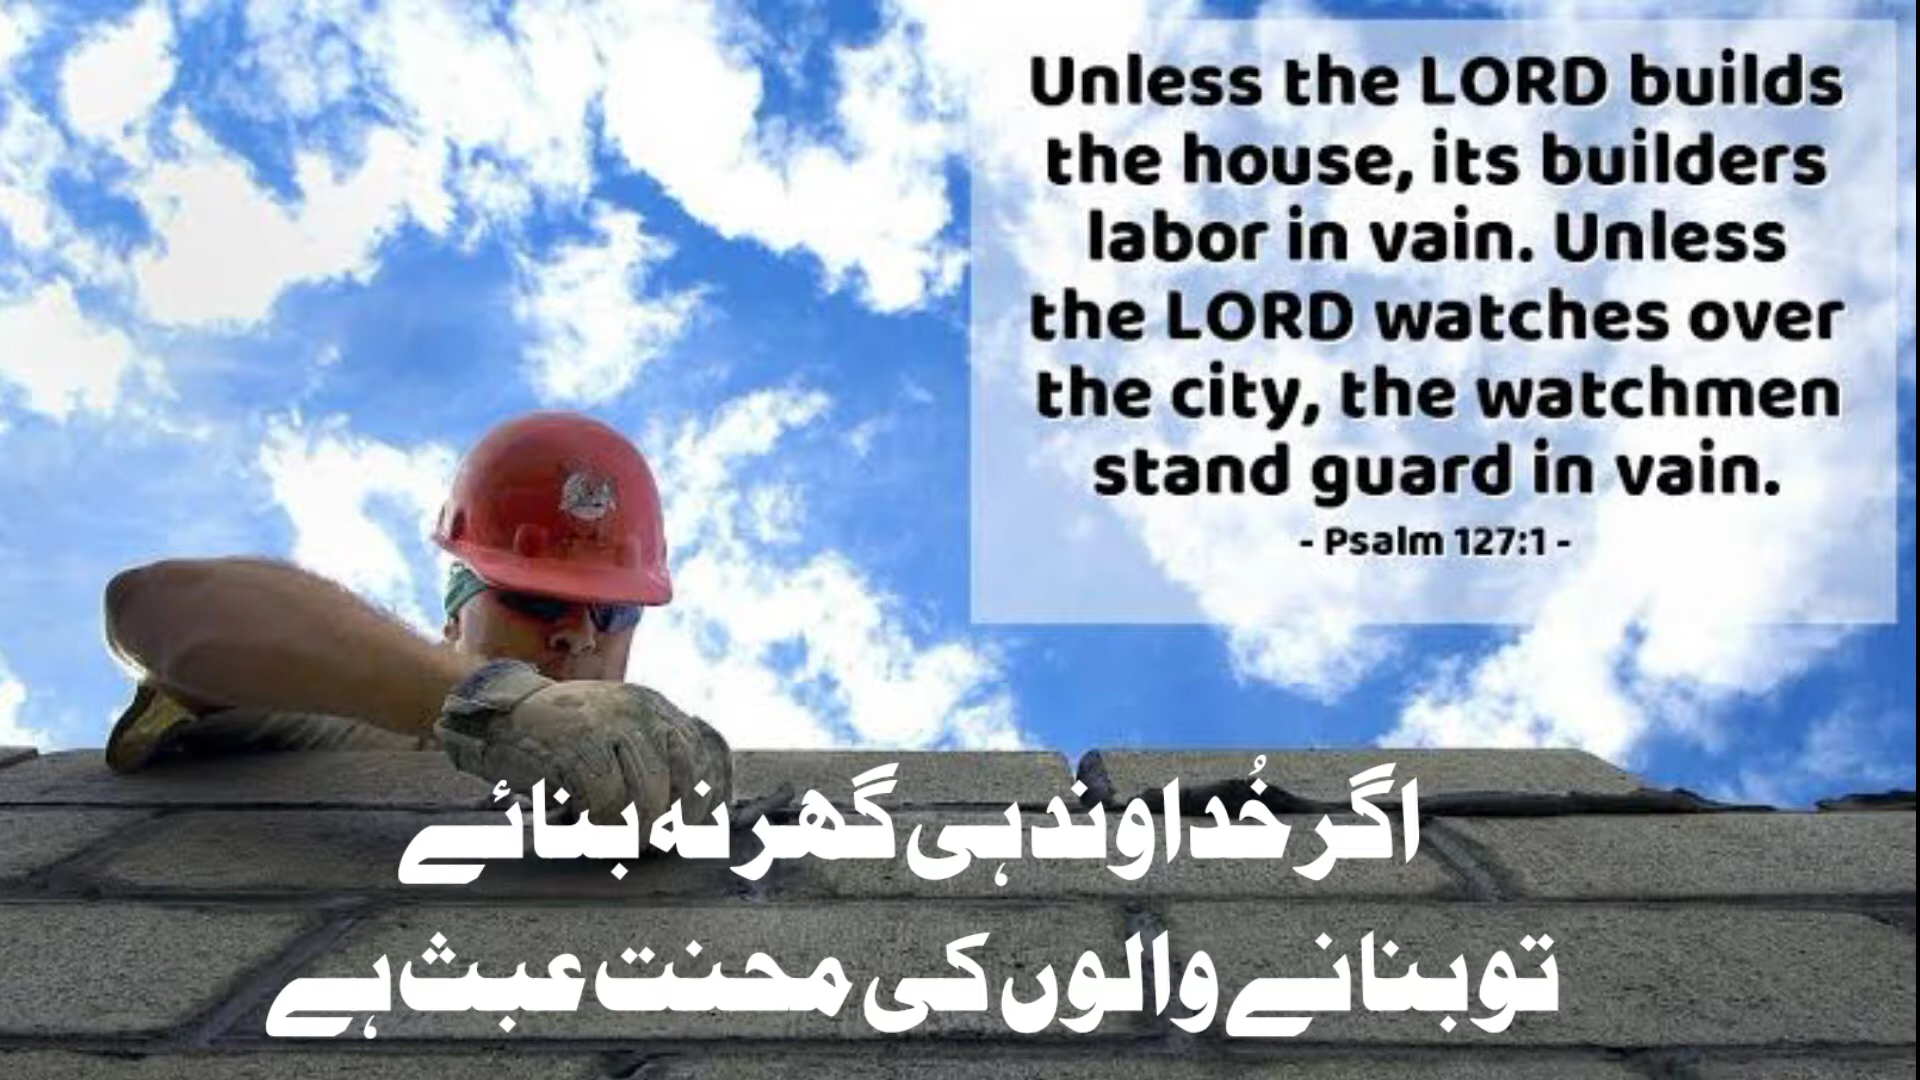 Unless the LORD builds
the house, its builders
labor in vain. Unless
the LORD watches over
the city, the watchmen
stand guard in vain.
- Psalm 127:1 -
اگر خُداوند ہی گھر نہ بنائے
تو بنانے والوں کی محنت عبث ہے